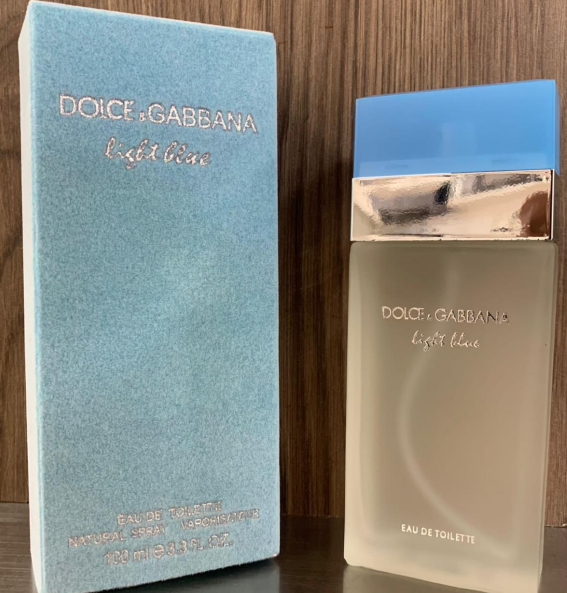 DOLCE & GABBANA
light blue
EAU DE TOILETTE
NATURAL SPRAY VAPORISATEUR
100 ml ℮ 3.3 FL. OZ.
DOLCE & GABBANA
light blue
EAU DE TOILETTE